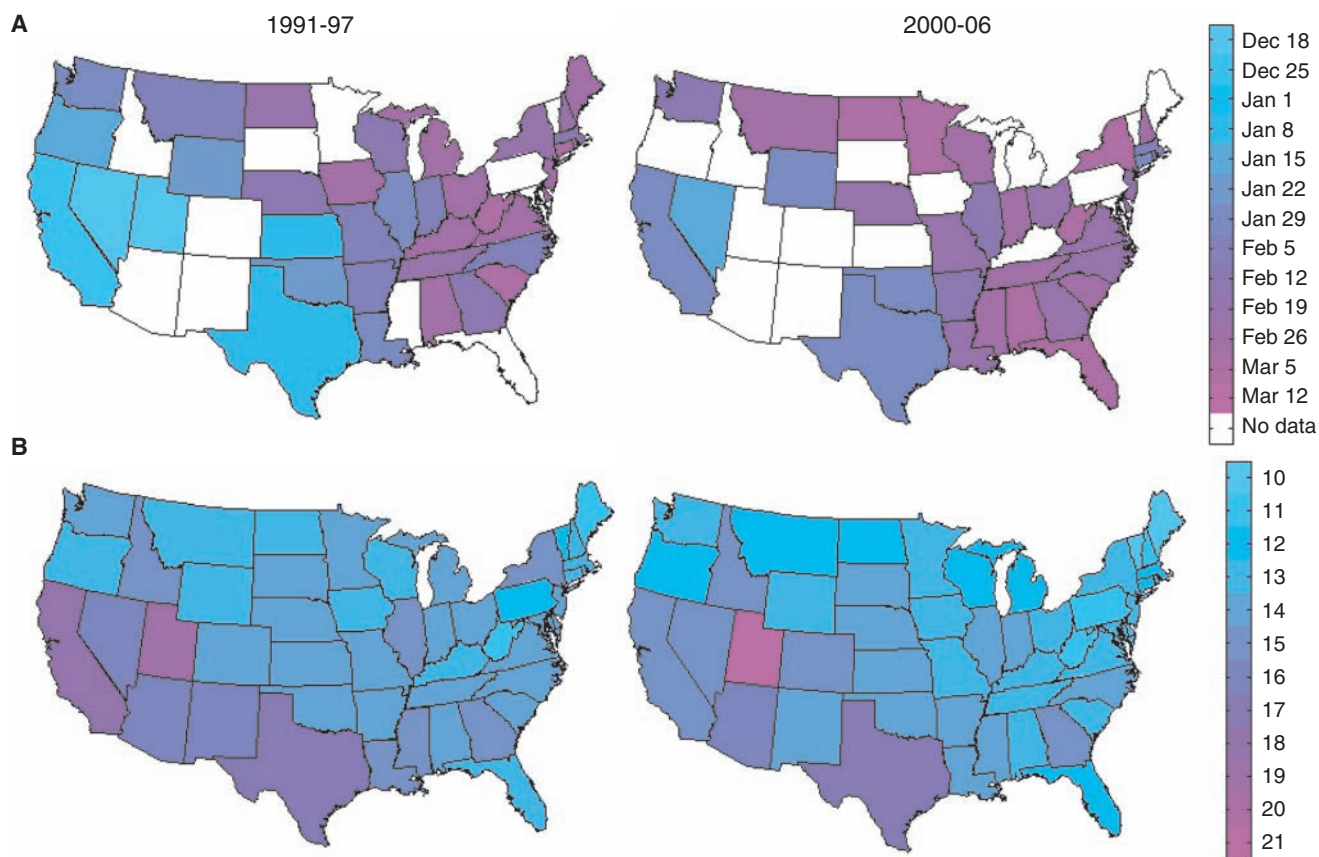 A
1991-97
2000-06
Dec 18
Dec 25
Jan 1
Jan 8
Jan 15
Jan 22
Jan 29
Feb 5
Feb 12
Feb 19
Feb 26
Mar 5
Mar 12
No data
B
10
11
12
13
14
15
16
17
18
19
20
21